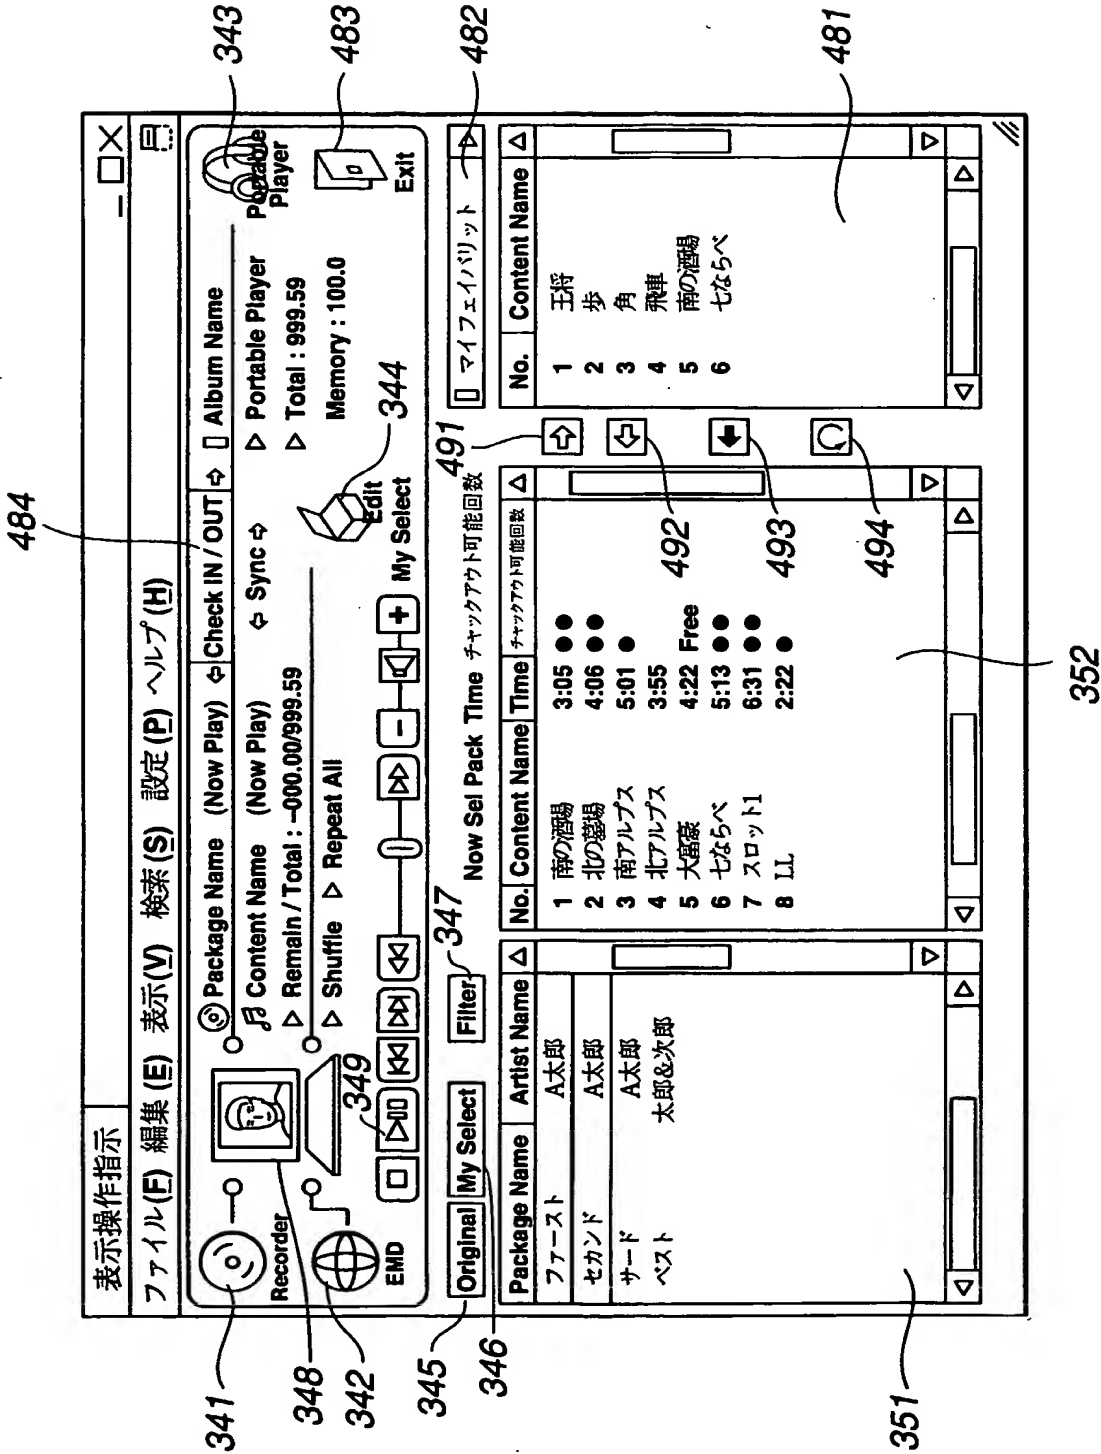 484
表示操作指示
ファイル(F) 編集(E) 表示(V) 検索(S) 設定(P) ヘルプ(H)
341
348
342
Recorder
EMD
349
Package Name (Now Play) ⇦ Check IN / OUT ⇨ Album Name
Content Name (Now Play) ⇦ Sync ⇨ ▷ Portable Player
▷ Remain / Total : –000.00/999.59 ▷ Total : 999.59
▷ Shuffle ▷ Repeat All Memory : 100.0
Edit
My Select
344
Portable
Player
Exit
343
483
345
346
347
Original My Select Filter
Now Sel Pack Time チャックアウト可能回数
マイフェイバリット
482
491
Package Name Artist Name
ファースト A太郎
セカンド A太郎
サード A太郎
ベスト 太郎&次郎
351
No. Content Name Time チャックアウト可能回数
1 南の酒場 3:05 ●●
2 北の墓場 4:06 ●●
3 南アルプス 5:01 ●
4 北アルプス 3:55
5 大富豪 4:22 Free
6 七ならべ 5:13 ●●
7 スロット1 6:31 ●●
8 LL 2:22 ●
352
492
493
494
No. Content Name
1 王将
2 歩
3 角
4 飛車
5 南の酒場
6 七ならべ
481